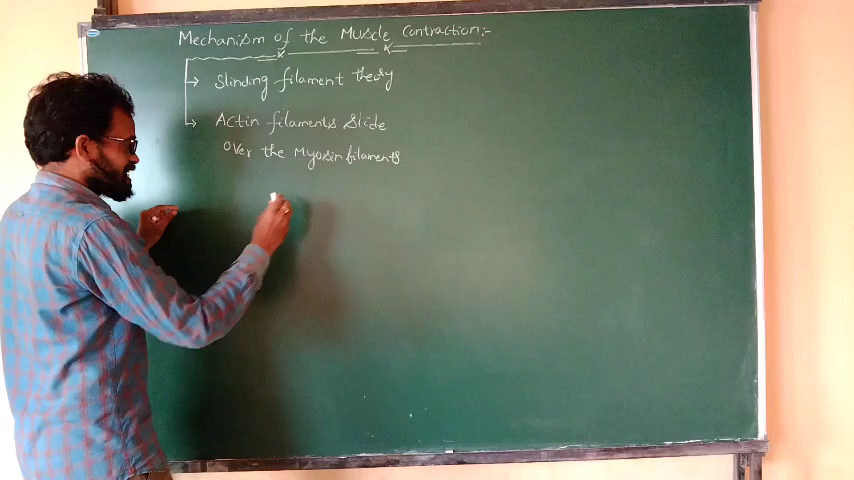 Mechanism of the Muscle Contraction:-
Slinding filament theory
Actin filaments slide
Over the Myosin filaments